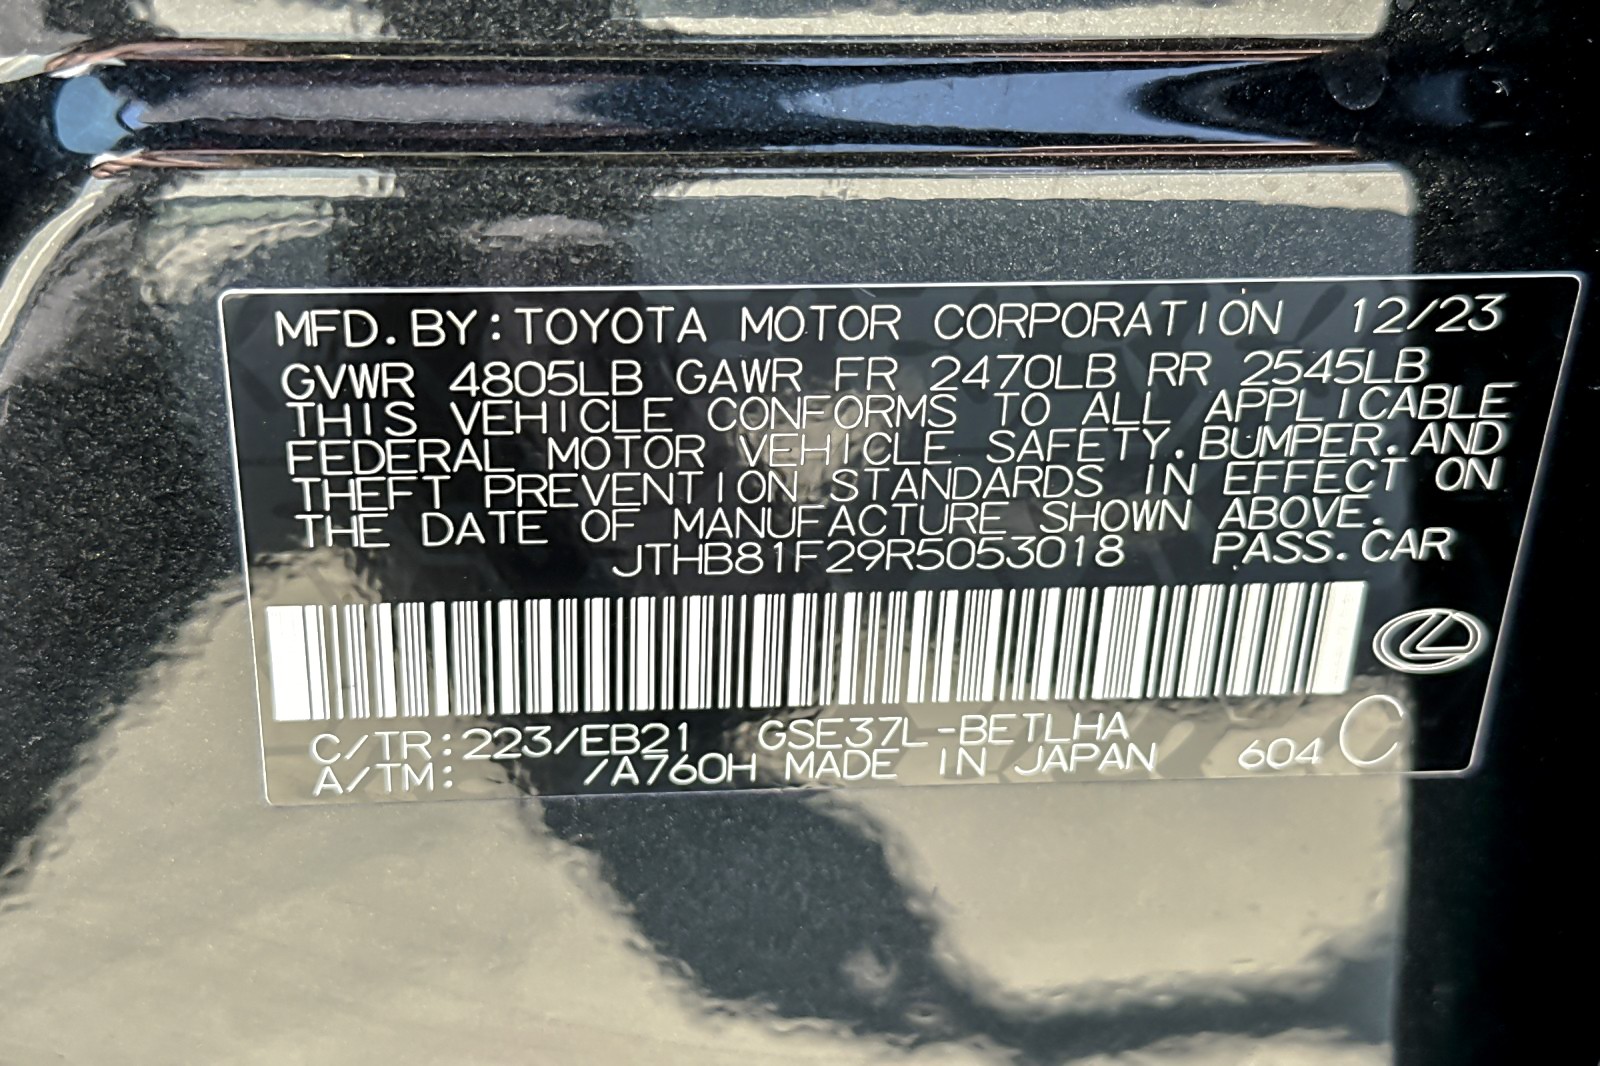 MFD.BY:TOYOTA MOTOR CORPORATION 12/23
GVWR 4805LB GAWR FR 2470LB RR 2545LB
THIS VEHICLE CONFORMS TO ALL APPLICABLE
FEDERAL MOTOR VEHICLE SAFETY.BUMPER.AND
THEFT PREVENTION STANDARDS IN EFFECT ON
THE DATE OF MANUFACTURE SHOWN ABOVE.
JTHB81F29R5053018 PASS.CAR
C/TR:223/EB21 GSE37L-BETLHA
A/TM: /A760H MADE IN JAPAN 604 C